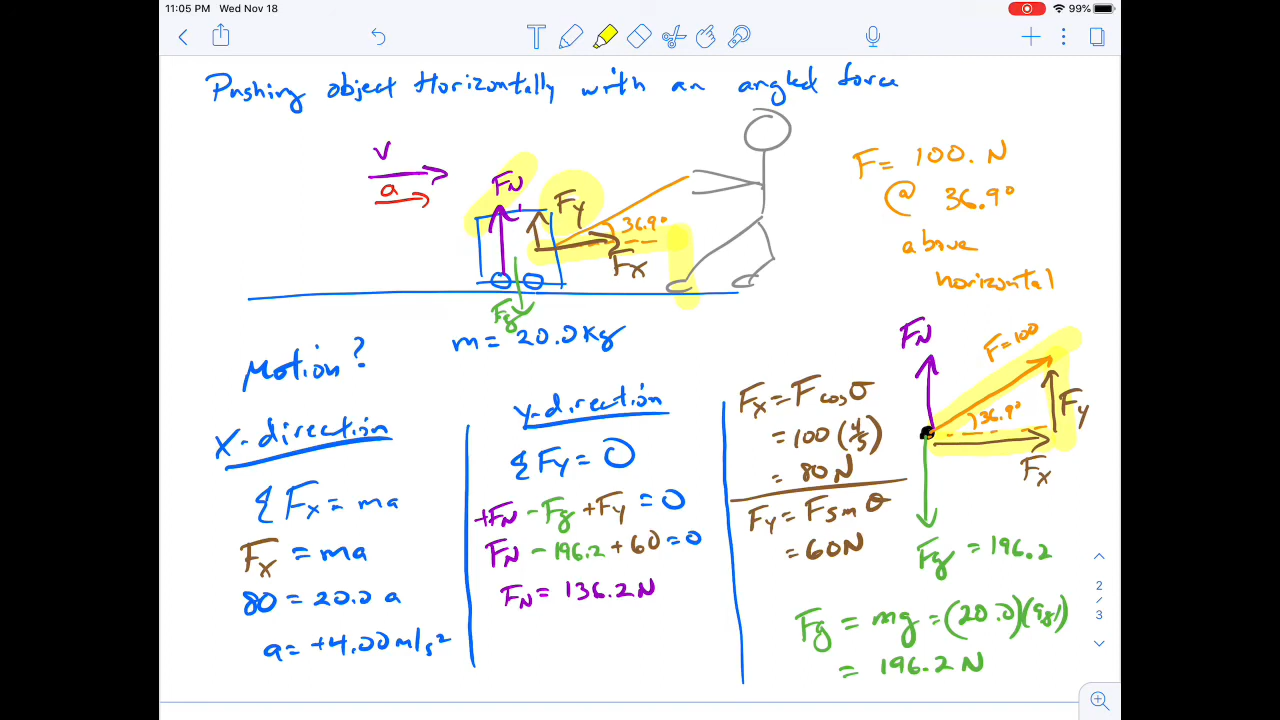 11:05 PM Wed Nov 18
99%
Pushing object Horizontally with an angled force
V
a
FN
Fy
36.9°
Fx
Fg
m = 20.0 kg
F = 100. N
@ 36.9°
above
horizontal
Motion?
X-direction
ΣFx = ma
Fx = ma
80 = 20.0 a
a = +4.00 m/s²
y-direction
ΣFy = 0
+FN - Fg + Fy = 0
FN - 196.2 + 60 = 0
FN = 136.2 N
Fx = F cos θ
= 100 (4/5)
= 80 N
Fy = F sin θ
= 60 N
FN
F = 100
36.9°
Fy
Fx
Fg = 196.2
Fg = mg = (20.0)(9.81)
= 196.2 N
2
/
3